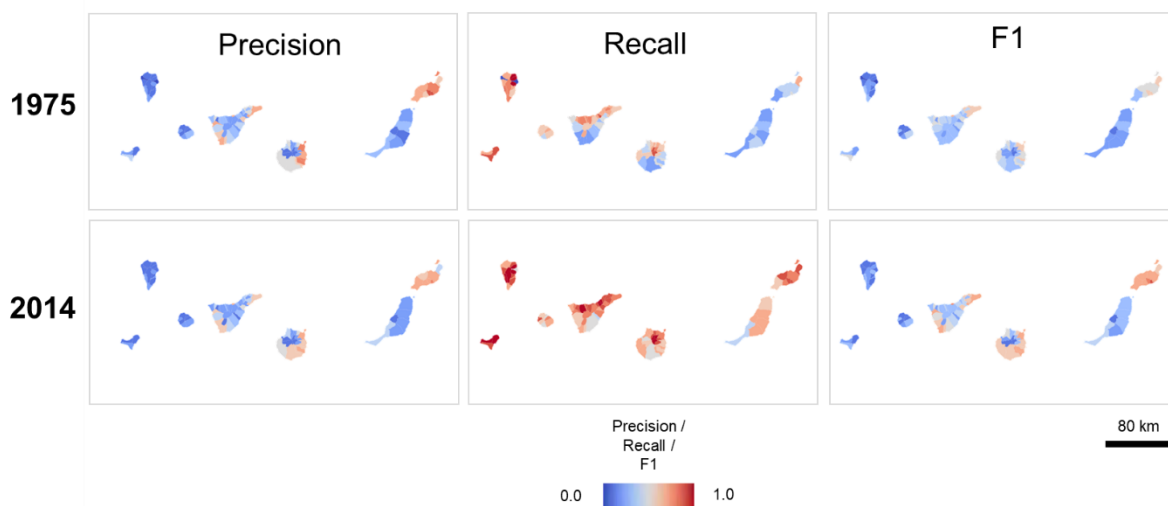 Precision
Recall
F1
1975
2014
Precision /
Recall /
F1
0.0
1.0
80 km